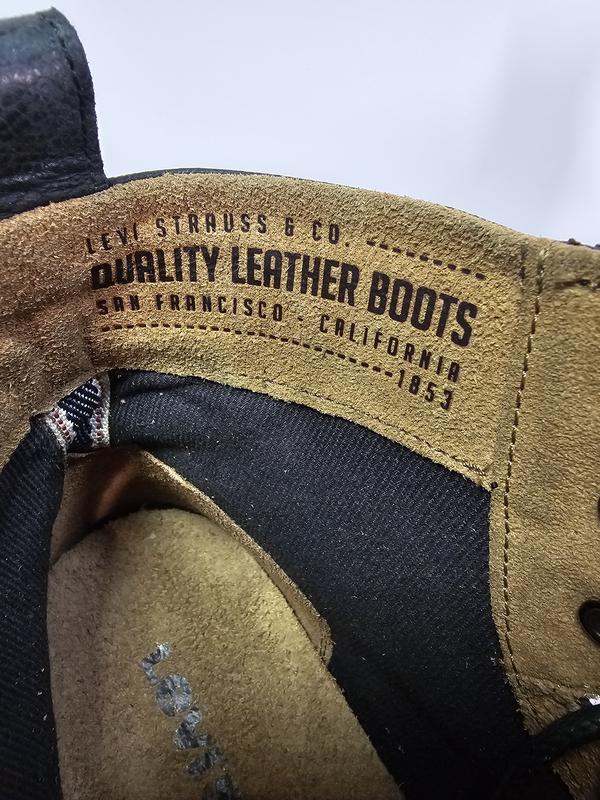 LEVI STRAUSS & CO.
QUALITY LEATHER BOOTS
SAN FRANCISCO - CALIFORNIA
1853